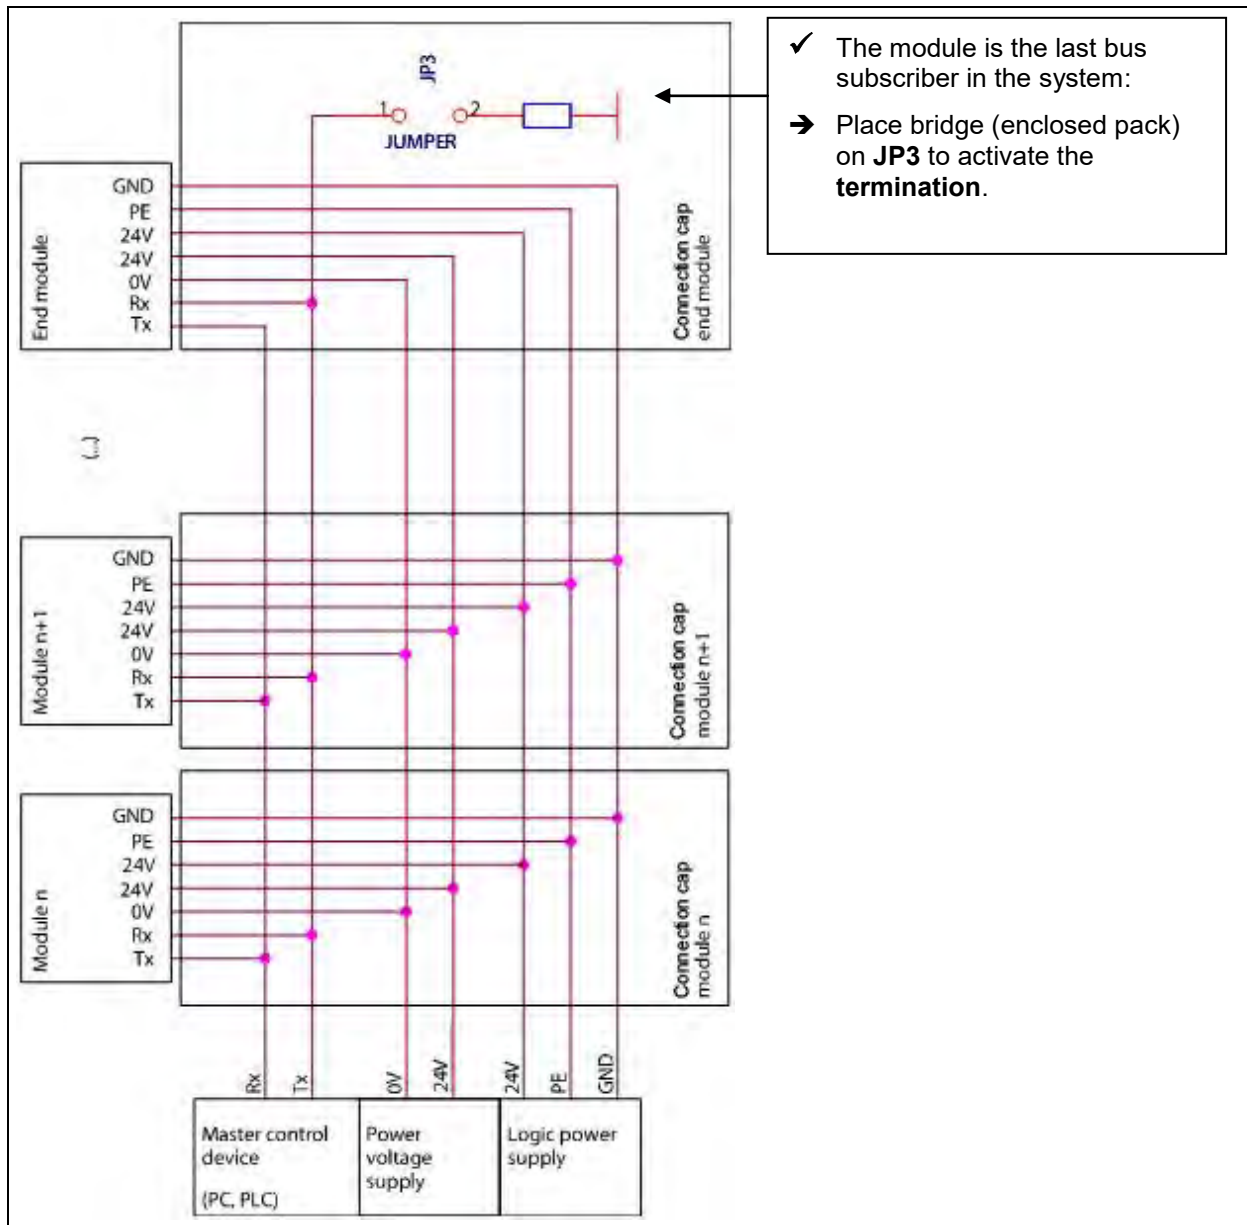 ✓ The module is the last bus
subscriber in the system:
➔ Place bridge (enclosed pack)
on JP3 to activate the
termination.
JP3
1
2
JUMPER
End module
GND
PE
24V
24V
0V
Rx
Tx
Connection cap
end module
(...)
Module n+1
GND
PE
24V
24V
0V
Rx
Tx
Connection cap
module n+1
Module n
GND
PE
24V
24V
0V
Rx
Tx
Connection cap
module n
Rx
Tx
0V
24V
24V
PE
GND
Master control
device
(PC, PLC)
Power
voltage
supply
Logic power
supply